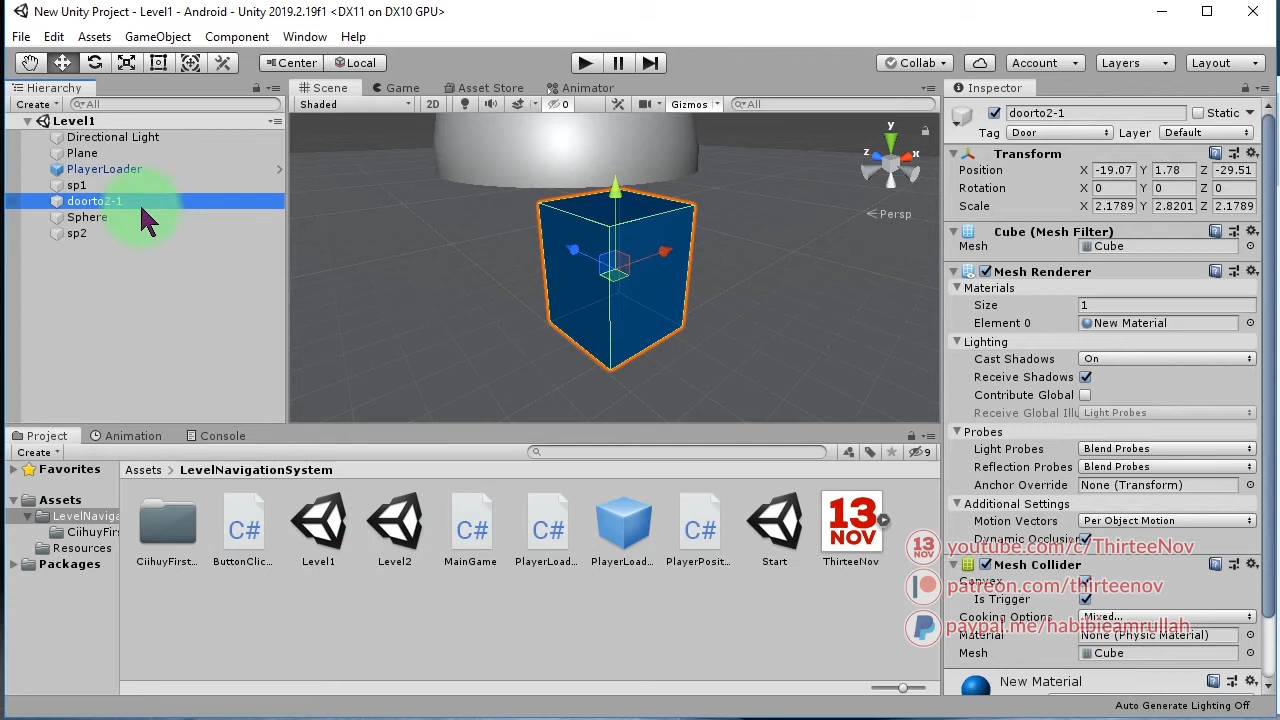 New Unity Project - Level1 - Android - Unity 2019.2.19f1 <DX11 on DX10 GPU>
File Edit Assets GameObject Component Window Help
Center Local Collab Account Layers Layout
Hierarchy
Create All
Level1
Directional Light
Plane
PlayerLoader
sp1
doorto2-1
Sphere
sp2
Scene Game Asset Store Animator
Shaded 2D 0 Gizmos All
y
z x
Persp
Inspector
doorto2-1 Static
Tag Door Layer Default
Transform
Position X -19.07 Y 1.78 Z -29.51
Rotation X 0 Y 0 Z 0
Scale X 2.1789 Y 2.8201 Z 2.1789
Cube (Mesh Filter)
Mesh Cube
Mesh Renderer
Materials
Size 1
Element 0 New Material
Lighting
Cast Shadows On
Receive Shadows
Contribute Global
Receive Global Illu Light Probes
Probes
Light Probes Blend Probes
Reflection Probes Blend Probes
Anchor Override None (Transform)
Additional Settings
Motion Vectors Per Object Motion
Dynamic Occlusion
Mesh Collider
Convex
Is Trigger
Cooking Options Mixed...
Material None (Physic Material)
Mesh Cube
New Material
Project Animation Console
Create 9
Favorites
Assets
LevelNaviga
CiihuyFirs
Resources
Packages
Assets LevelNavigationSystem
C# C# C# C# 13 NOV
CiihuyFirst... ButtonClic... Level1 Level2 MainGame PlayerLoad... PlayerLoad... PlayerPosit... Start ThirteeNov
13 NOV youtube.com/c/ThirteeNov
patreon.com/thirteenov
paypal.me/habibieamrullah
Auto Generate Lighting Off